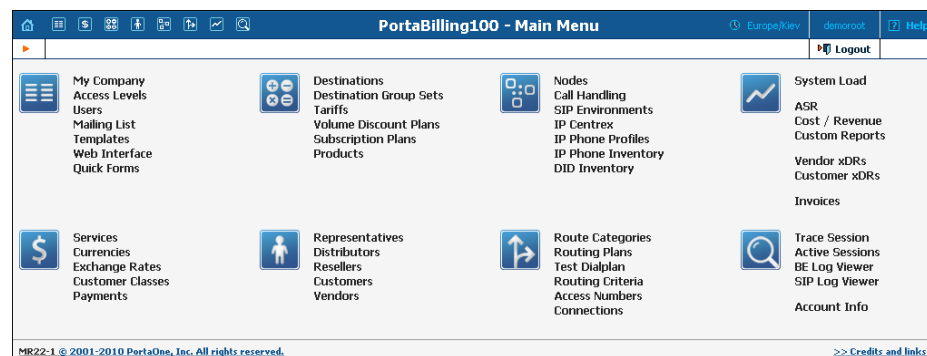 PortaBilling100 - Main Menu
Europe/Kiev
demoroot
Help
Logout
My Company
Access Levels
Users
Mailing List
Templates
Web Interface
Quick Forms
Destinations
Destination Group Sets
Tariffs
Volume Discount Plans
Subscription Plans
Products
Nodes
Call Handling
SIP Environments
IP Centrex
IP Phone Profiles
IP Phone Inventory
DID Inventory
System Load
ASR
Cost / Revenue
Custom Reports
Vendor xDRs
Customer xDRs
Invoices
Services
Currencies
Exchange Rates
Customer Classes
Payments
Representatives
Distributors
Resellers
Customers
Vendors
Route Categories
Routing Plans
Test Dialplan
Routing Criteria
Access Numbers
Connections
Trace Session
Active Sessions
BE Log Viewer
SIP Log Viewer
Account Info
MR22-1 © 2001-2010 PortaOne, Inc. All rights reserved.
>> Credits and links